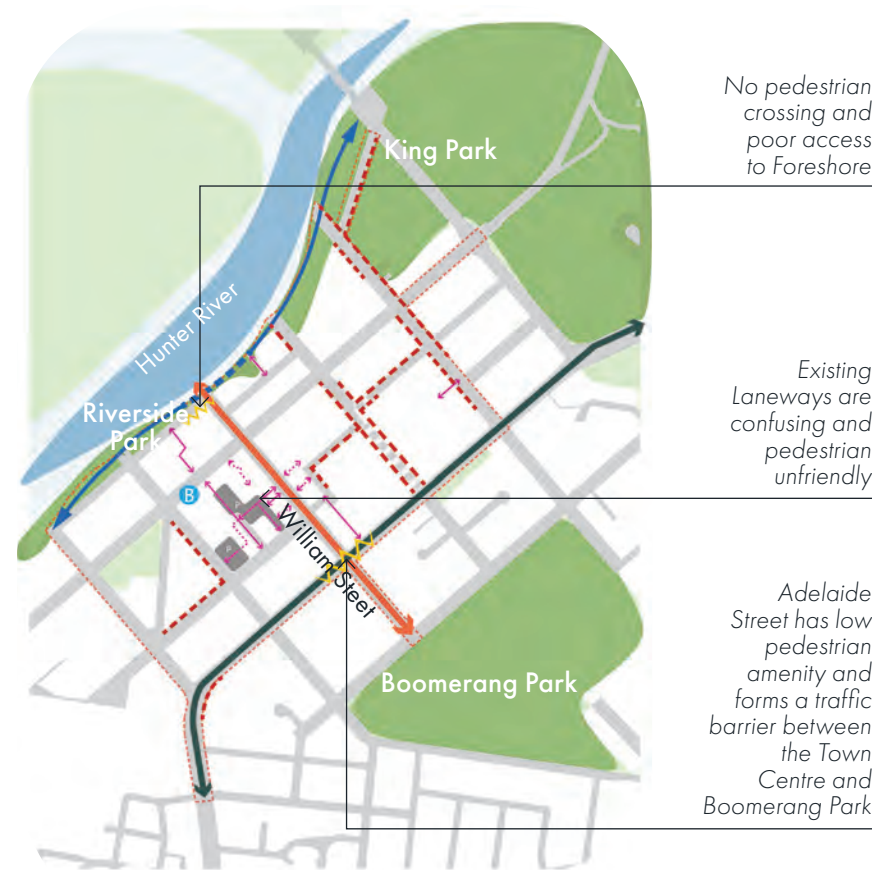 No pedestrian
crossing and
poor access
to Foreshore
King Park
Hunter River
Existing
Laneways are
confusing and
pedestrian
unfriendly
Riverside
Park
B
William Steet
Adelaide
Street has low
pedestrian
amenity and
forms a traffic
barrier between
the Town
Centre and
Boomerang Park
Boomerang Park